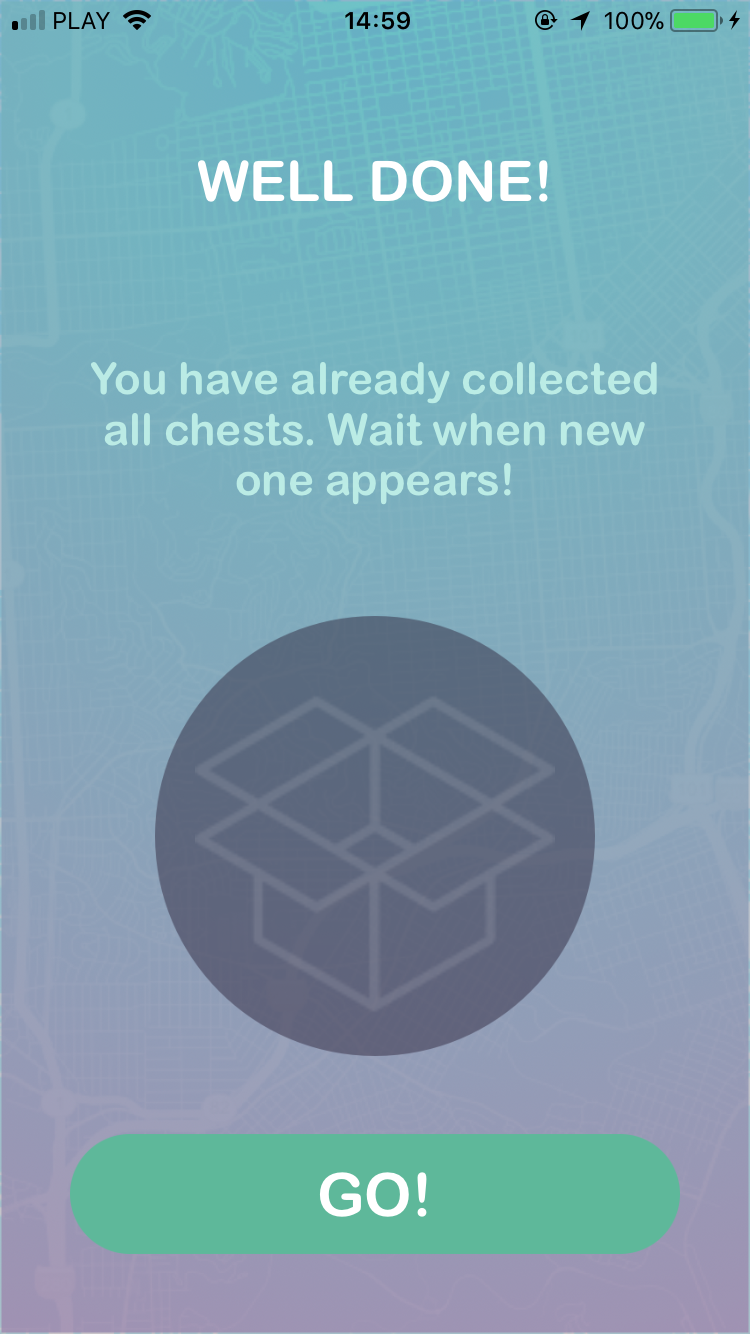 PLAY 14:59 100%
WELL DONE!
You have already collected
all chests. Wait when new
one appears!
GO!